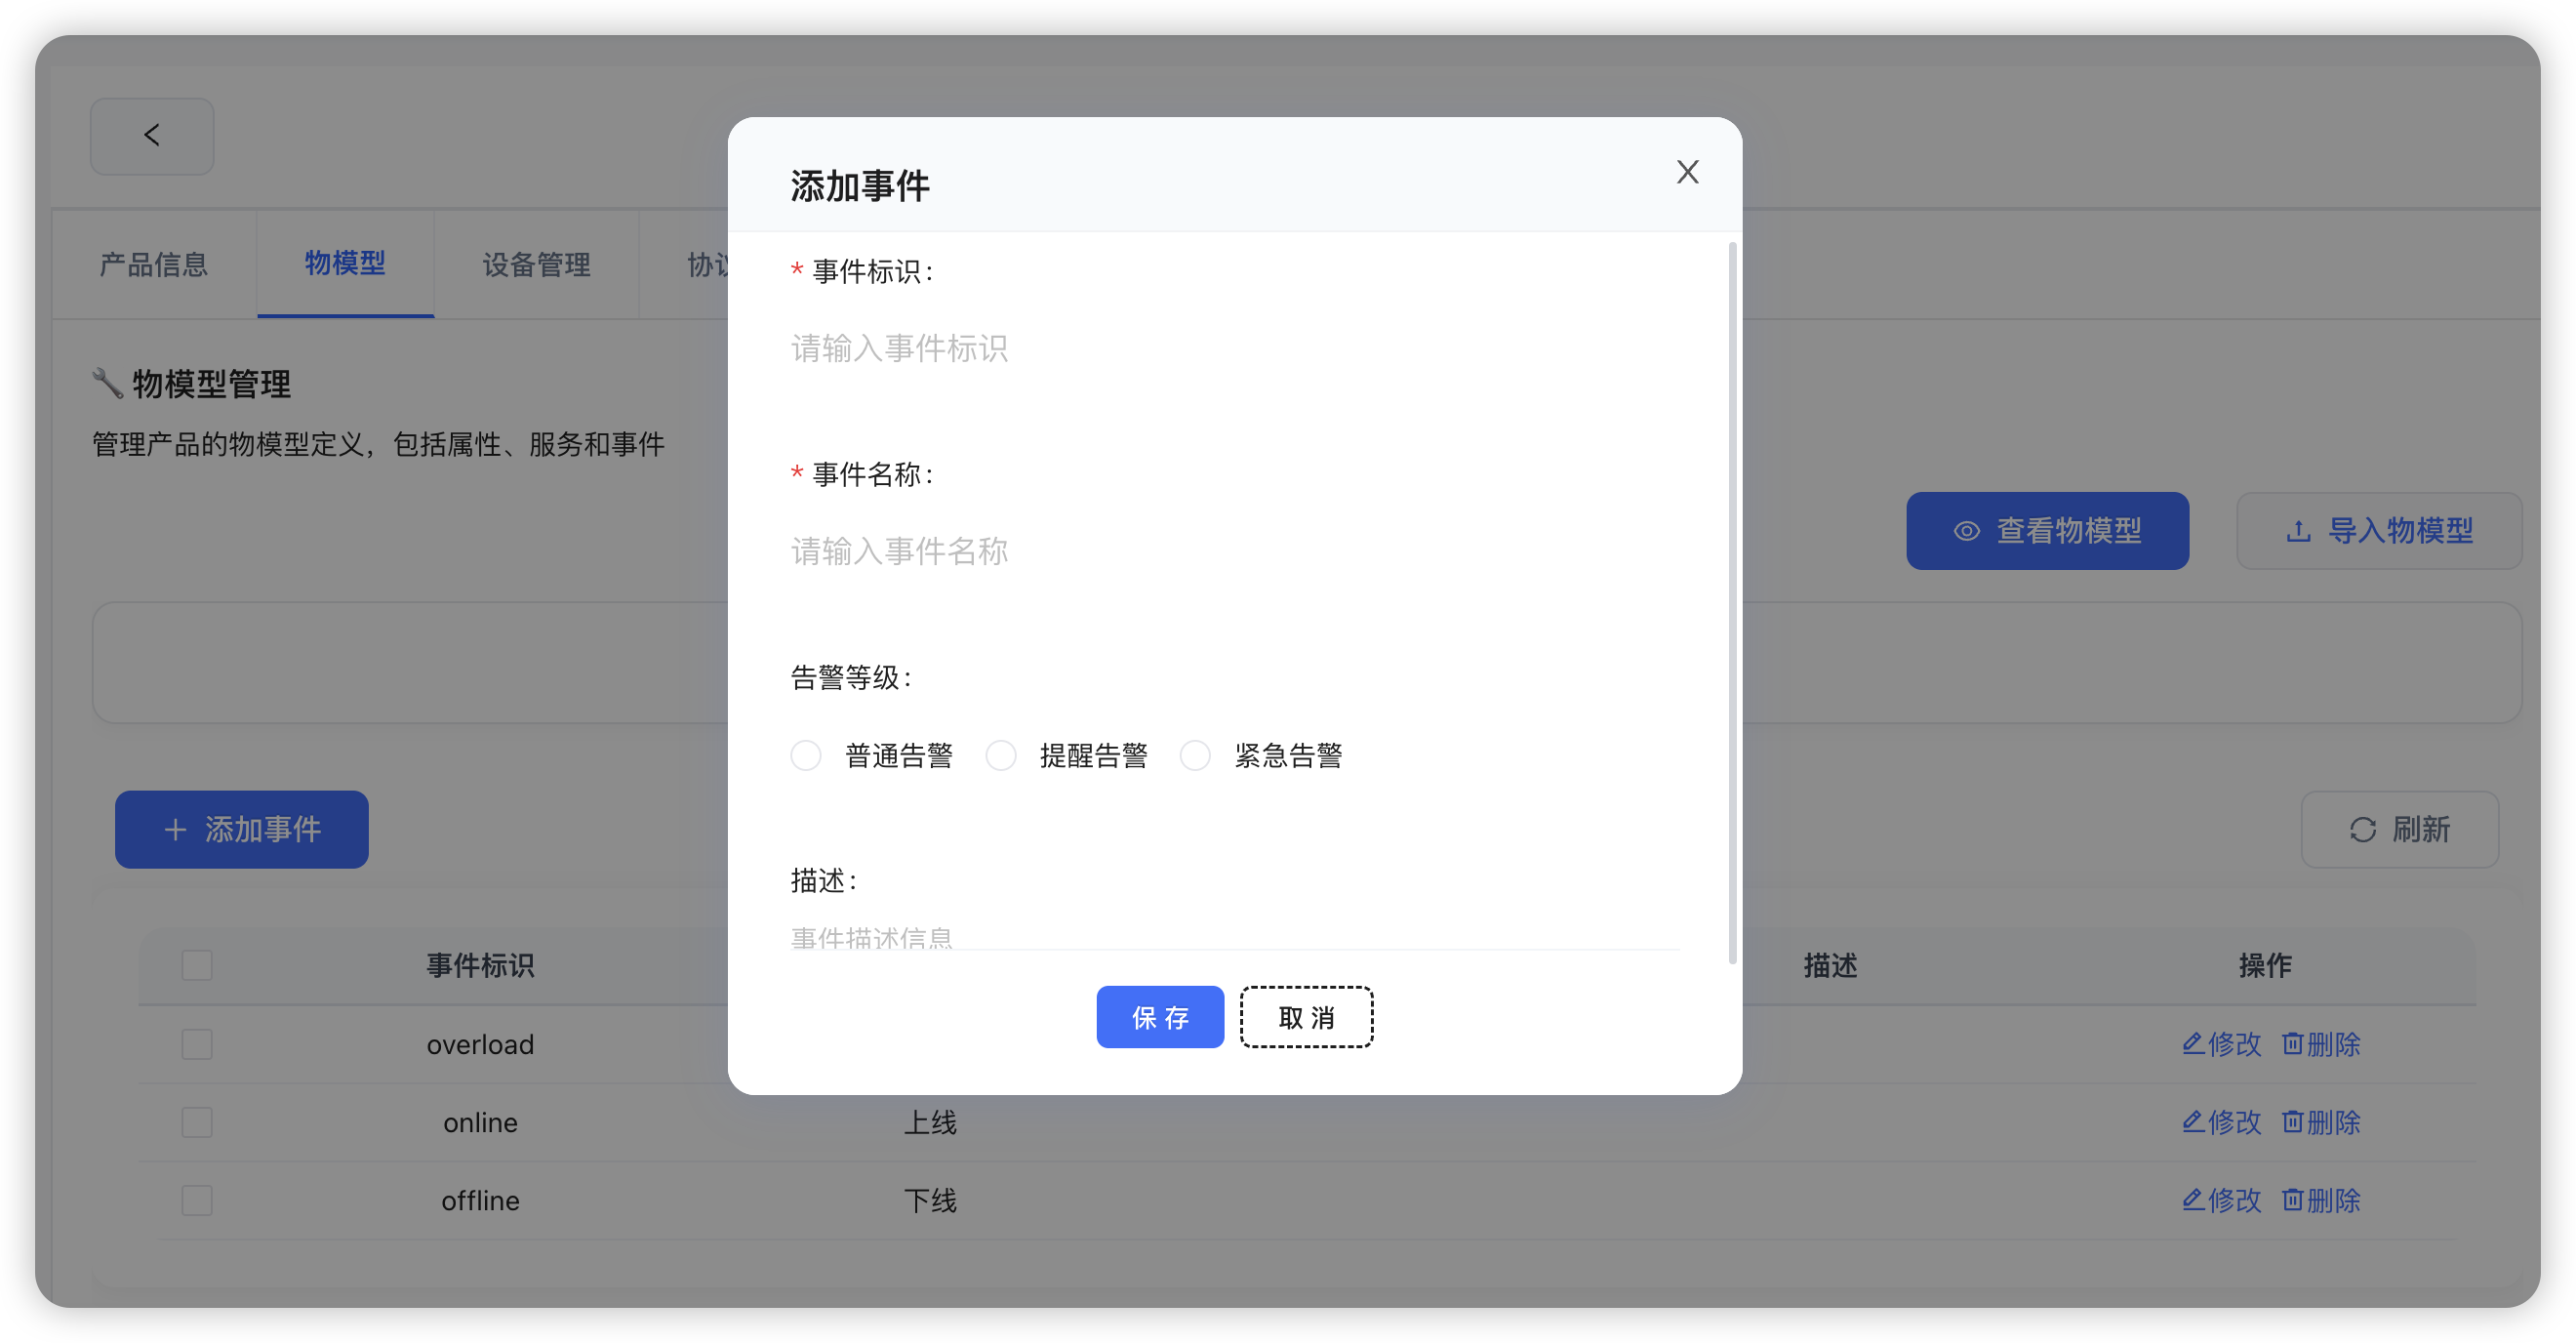 产品信息
物模型
设备管理
🔧 物模型管理
管理产品的物模型定义，包括属性、服务和事件
查看物模型
导入物模型
+ 添加事件
刷新
事件标识
描述
操作
overload
修改 删除
online
上线
修改 删除
offline
下线
修改 删除
添加事件
* 事件标识:
请输入事件标识
* 事件名称:
请输入事件名称
告警等级:
普通告警 提醒告警 紧急告警
描述:
事件描述信息
保 存
取 消